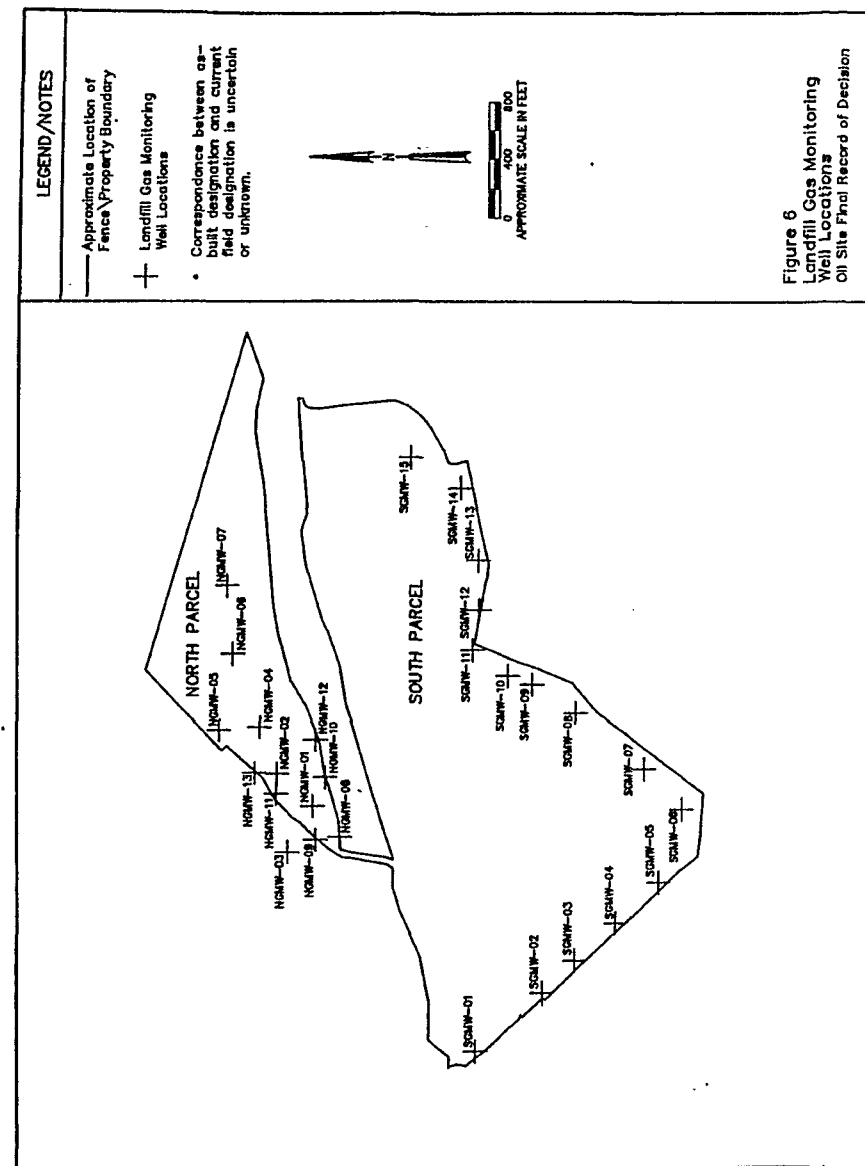 LEGEND/NOTES
Approximate Location of
Fence\Property Boundary
Landfill Gas Monitoring
Well Locations
• Correspondence between as-
built designation and current
field designation is uncertain
or unknown.
N
0 400 800
APPROXIMATE SCALE IN FEET
Figure 6
Landfill Gas Monitoring
Well Locations
OII Site Final Record of Decision
NORTH PARCEL
NGMW-05
NGMW-07
NGMW-06
NGMW-04
NGMW-13
NGMW-02
NGMW-11
NGMW-01
NGMW-12
NGMW-10
NGMW-03
NGMW-09
NGMW-08
SOUTH PARCEL
SGMW-15
SGMW-14
SGMW-13
SGMW-12
SGMW-11
SGMW-10
SGMW-09
SGMW-08
SGMW-07
SGMW-06
SGMW-05
SGMW-04
SGMW-03
SGMW-02
SGMW-01